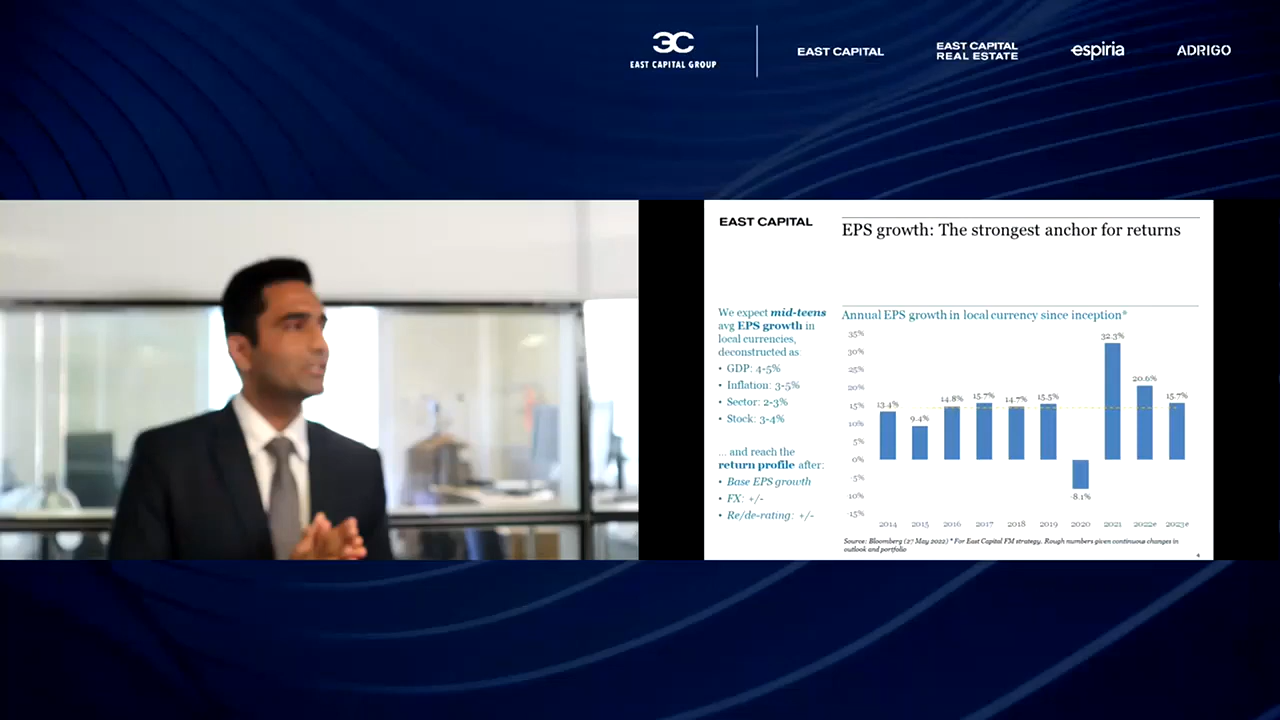 EAST CAPITAL GROUP
EAST CAPITAL
EAST CAPITAL
REAL ESTATE
espiria
ADRIGO
EAST CAPITAL
EPS growth: The strongest anchor for returns
We expect mid-teens
avg EPS growth in
local currencies,
deconstructed as:
• GDP: 4-5%
• Inflation: 3-5%
• Sector: 2-3%
• Stock: 3-4%
... and reach the
return profile after:
• Base EPS growth
• FX: +/-
• Re/de-rating: +/-
Annual EPS growth in local currency since inception*
35%
30%
25%
20%
15%
10%
5%
0%
-5%
-10%
-15%
13.4%
9.4%
14.8%
15.7%
14.7%
15.5%
-8.1%
32.3%
20.6%
15.7%
2014 2015 2016 2017 2018 2019 2020 2021 2022e 2023e
Source: Bloomberg (27 May 2022) * For East Capital FM strategy. Rough numbers given continuous changes in
outlook and portfolio
4